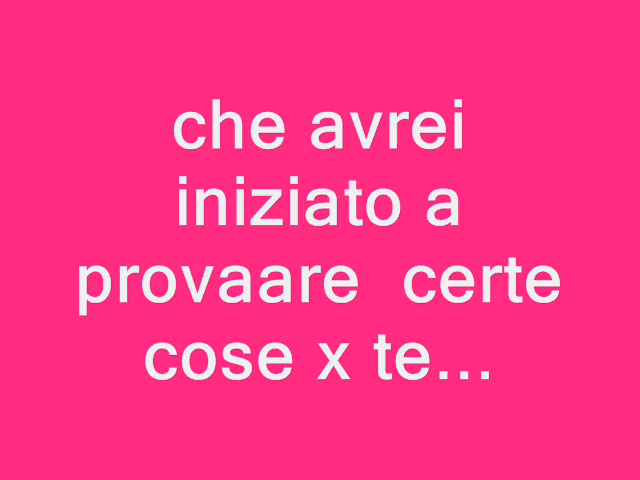 che avrei
iniziato a
provaare  certe
cose x te...